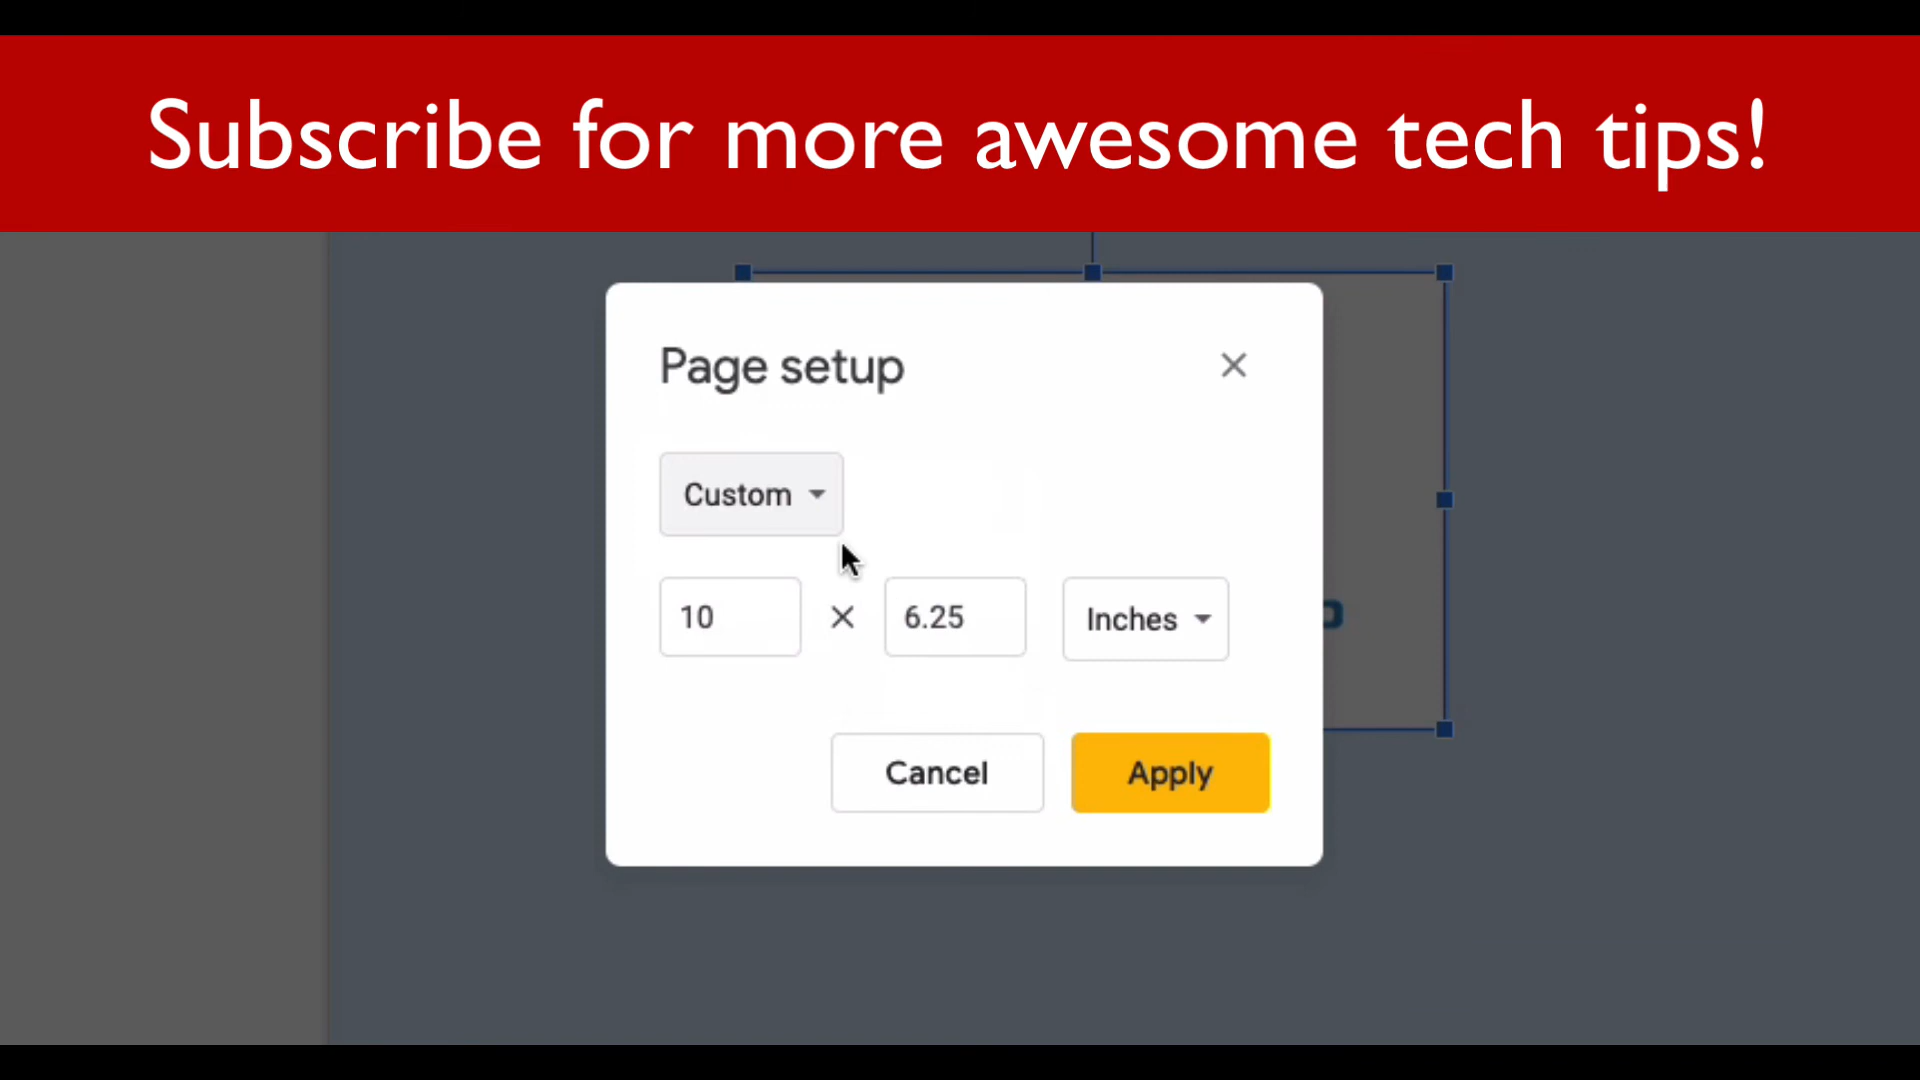 Subscribe for more awesome tech tips!
Page setup
Custom
10 × 6.25 Inches
Cancel Apply